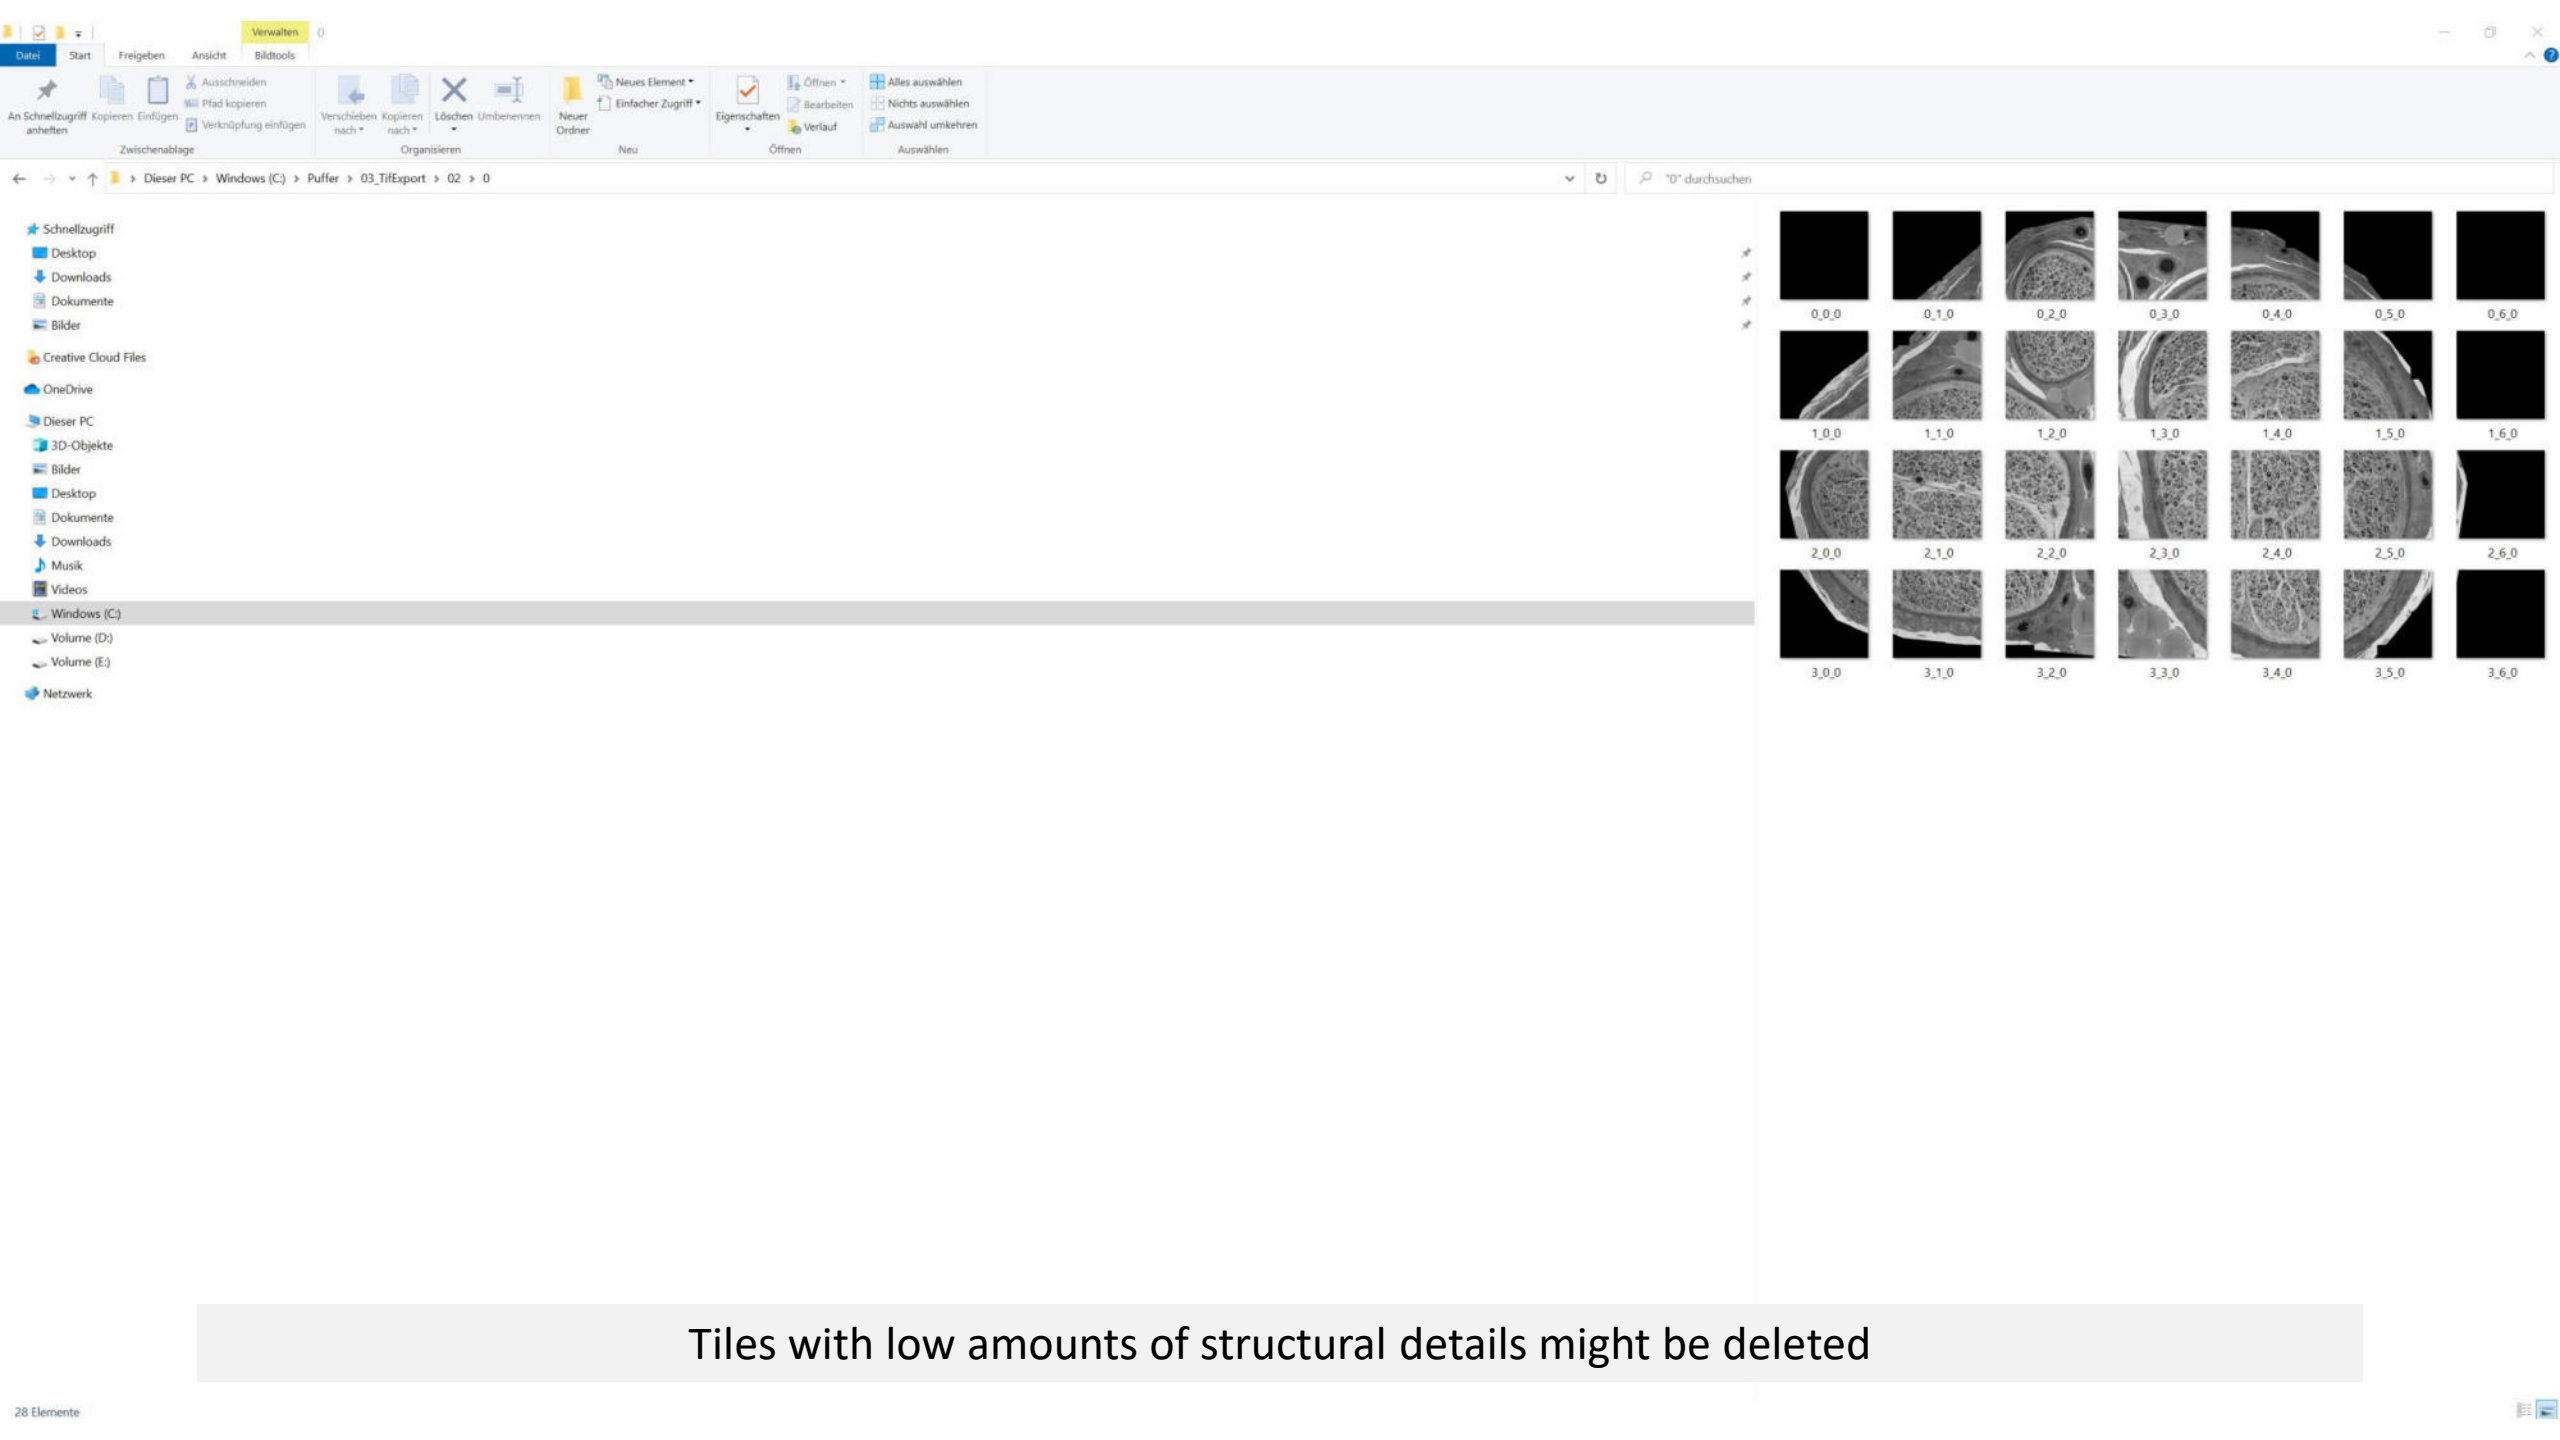 Verwalten 0
Datei Start Freigeben Ansicht Bildtools
An Schnellzugriff anheften
Kopieren
Einfügen
Ausschneiden
Pfad kopieren
Verknüpfung einfügen
Zwischenablage
Verschieben nach
Kopieren nach
Löschen
Umbenennen
Organisieren
Neuer Ordner
Neues Element
Einfacher Zugriff
Neu
Eigenschaften
Öffnen
Bearbeiten
Verlauf
Öffnen
Alles auswählen
Nichts auswählen
Auswahl umkehren
Auswählen
Dieser PC > Windows (C:) > Puffer > 03_TifExport > 02 > 0
"0" durchsuchen
Schnellzugriff
Desktop
Downloads
Dokumente
Bilder
Creative Cloud Files
OneDrive
Dieser PC
3D-Objekte
Bilder
Desktop
Dokumente
Downloads
Musik
Videos
Windows (C:)
Volume (D:)
Volume (E:)
Netzwerk
0_0_0 0_1_0 0_2_0 0_3_0 0_4_0 0_5_0 0_6_0
1_0_0 1_1_0 1_2_0 1_3_0 1_4_0 1_5_0 1_6_0
2_0_0 2_1_0 2_2_0 2_3_0 2_4_0 2_5_0 2_6_0
3_0_0 3_1_0 3_2_0 3_3_0 3_4_0 3_5_0 3_6_0
Tiles with low amounts of structural details might be deleted
28 Elemente